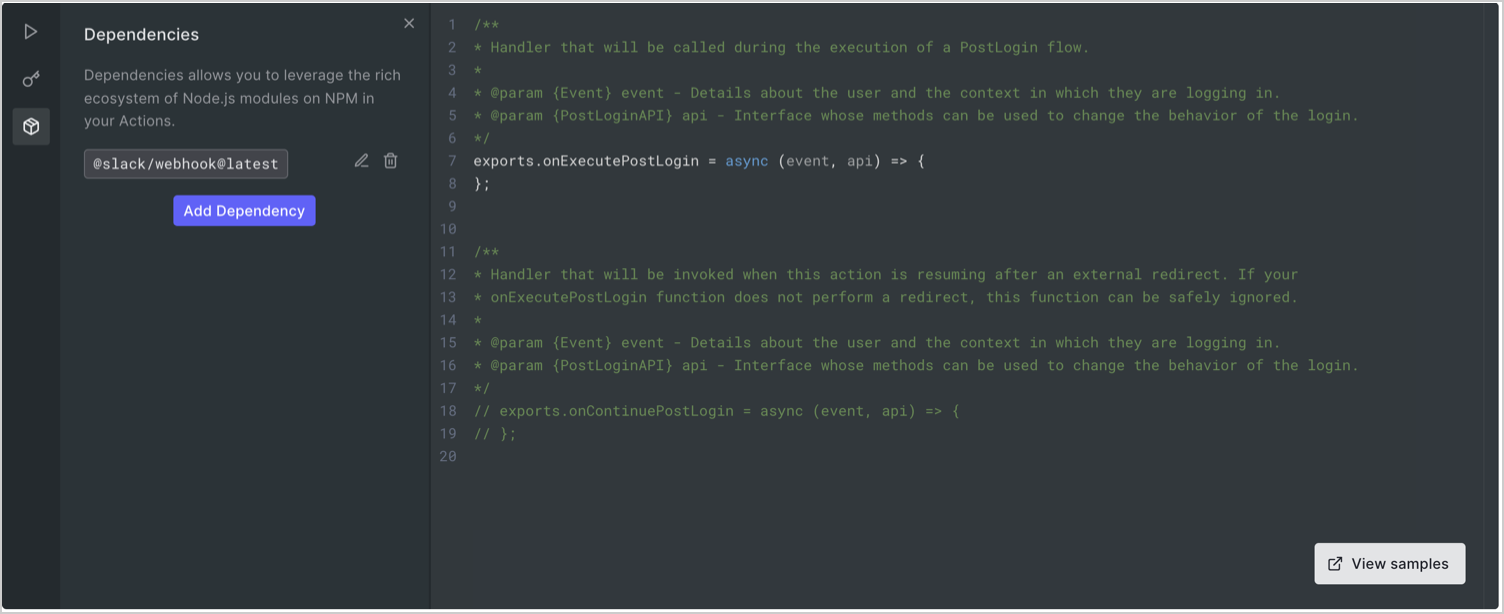 Dependencies
Dependencies allows you to leverage the rich
ecosystem of Node.js modules on NPM in
your Actions.
@slack/webhook@latest
Add Dependency
1 /**
2 * Handler that will be called during the execution of a PostLogin flow.
3 *
4 * @param {Event} event - Details about the user and the context in which they are logging in.
5 * @param {PostLoginAPI} api - Interface whose methods can be used to change the behavior of the login.
6 */
7 exports.onExecutePostLogin = async (event, api) => {
8 };
9
10
11 /**
12 * Handler that will be invoked when this action is resuming after an external redirect. If your
13 * onExecutePostLogin function does not perform a redirect, this function can be safely ignored.
14 *
15 * @param {Event} event - Details about the user and the context in which they are logging in.
16 * @param {PostLoginAPI} api - Interface whose methods can be used to change the behavior of the login.
17 */
18 // exports.onContinuePostLogin = async (event, api) => {
19 // };
20
View samples